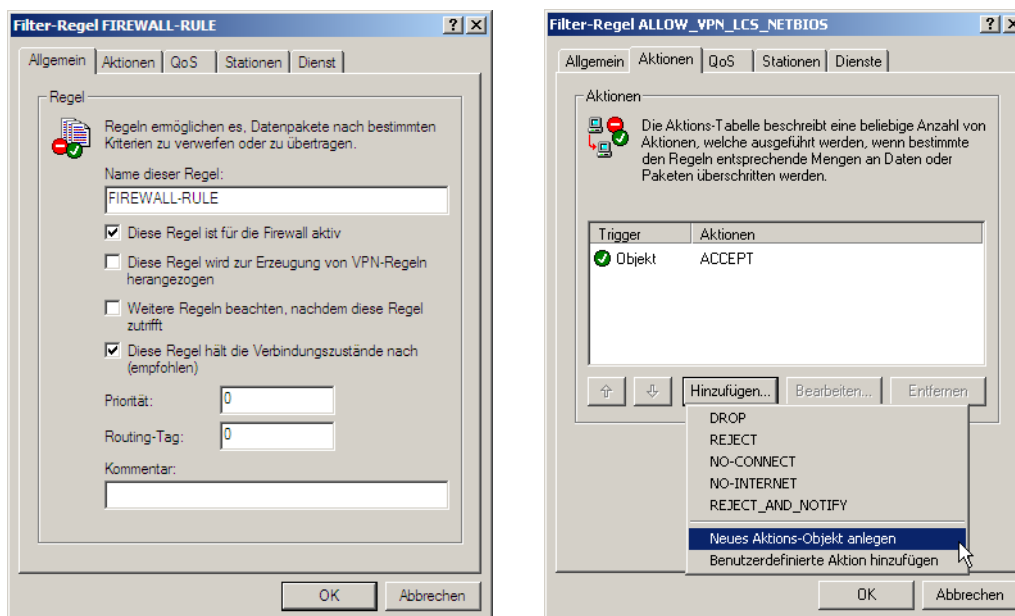 Filter-Regel FIREWALL-RULE
Allgemein Aktionen QoS Stationen Dienst
Regel
Regeln ermöglichen es, Datenpakete nach bestimmten
Kriterien zu verwerfen oder zu übertragen.
Name dieser Regel:
FIREWALL-RULE
Diese Regel ist für die Firewall aktiv
Diese Regel wird zur Erzeugung von VPN-Regeln
herangezogen
Weitere Regeln beachten, nachdem diese Regel
zutrifft
Diese Regel hält die Verbindungszustände nach
(empfohlen)
Priorität: 0
Routing-Tag: 0
Kommentar:
OK Abbrechen
Filter-Regel ALLOW_VPN_LCS_NETBIOS
Allgemein Aktionen QoS Stationen Dienste
Aktionen
Die Aktions-Tabelle beschreibt eine beliebige Anzahl von
Aktionen, welche ausgeführt werden, wenn bestimmte
den Regeln entsprechende Mengen an Daten oder
Paketen überschritten werden.
Trigger Aktionen
Objekt ACCEPT
Hinzufügen... Bearbeiten... Entfernen
DROP
REJECT
NO-CONNECT
NO-INTERNET
REJECT_AND_NOTIFY
Neues Aktions-Objekt anlegen
Benutzerdefinierte Aktion hinzufügen
OK Abbrechen